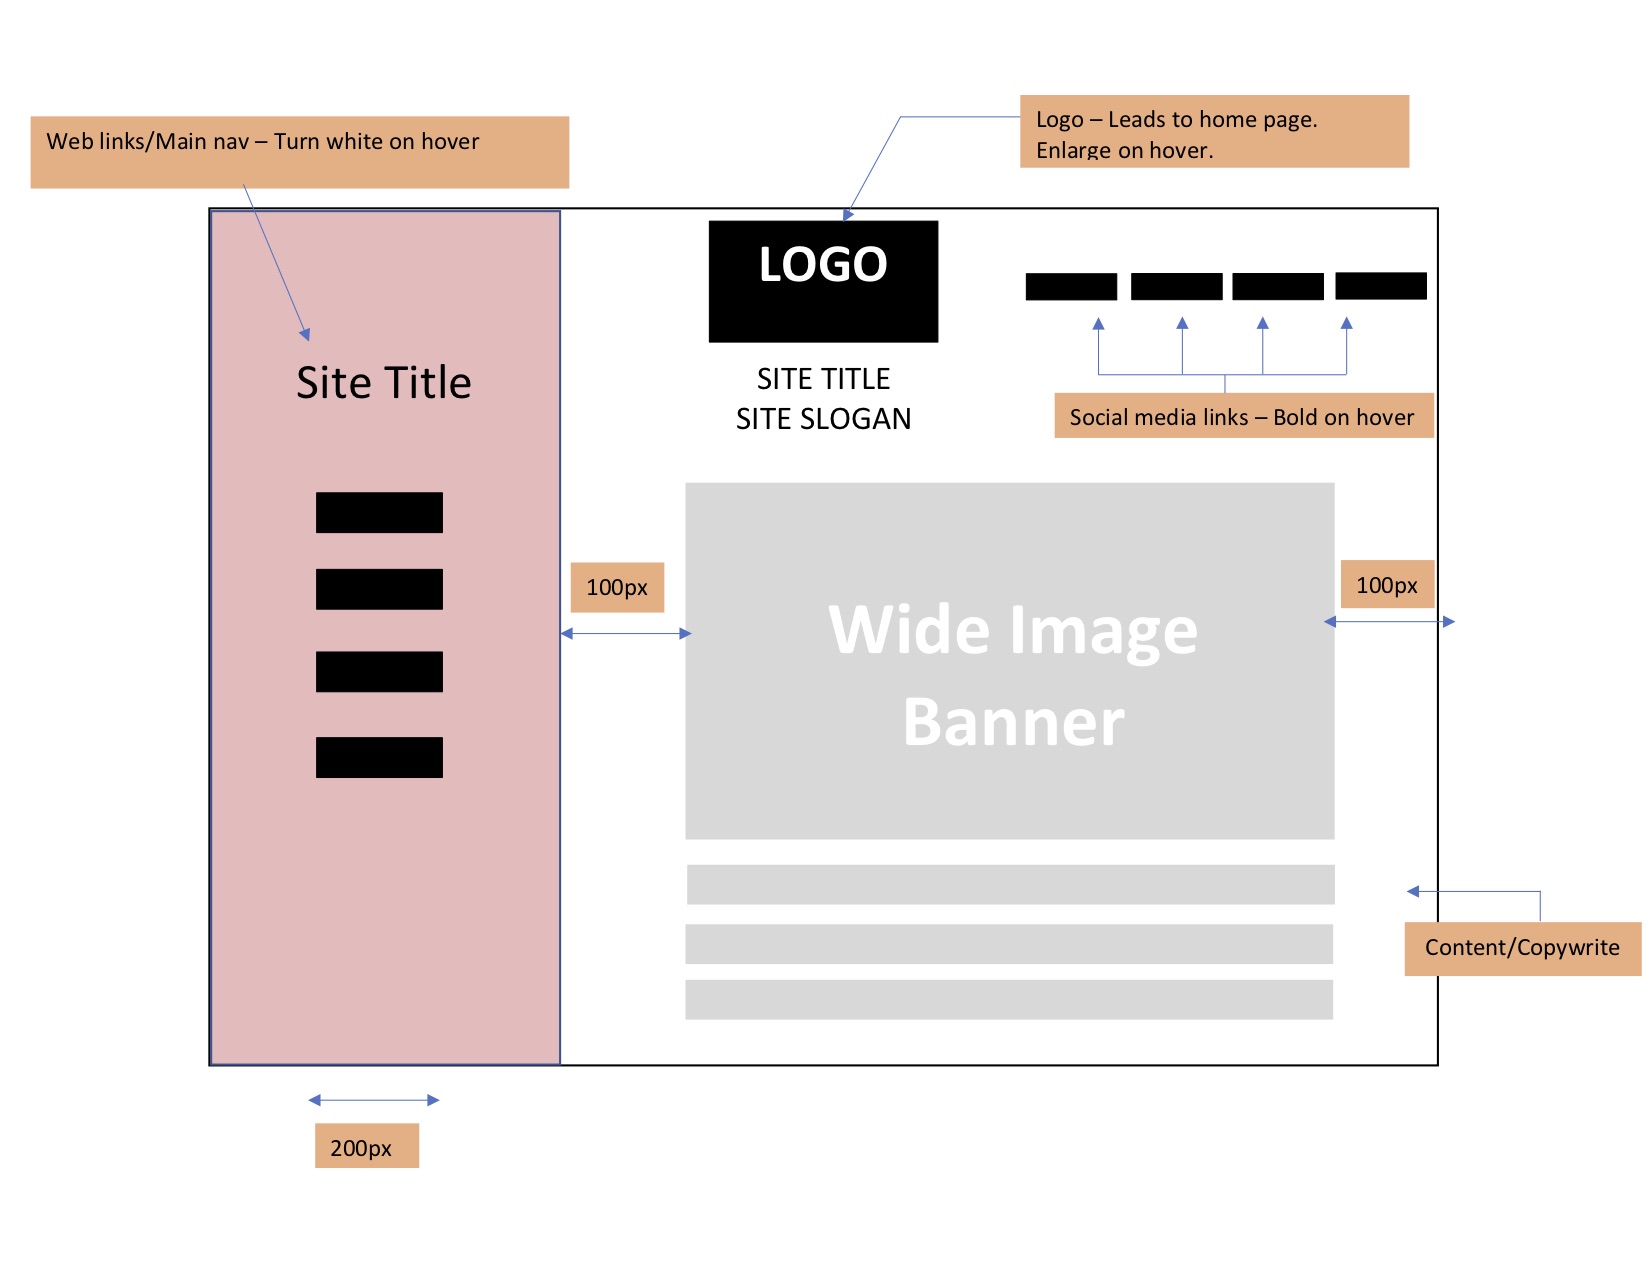 Logo – Leads to home page.
Enlarge on hover.
Web links/Main nav – Turn white on hover
LOGO
Site Title
SITE TITLE
SITE SLOGAN
Social media links – Bold on hover
100px
100px
Wide Image
Banner
Content/Copywrite
200px